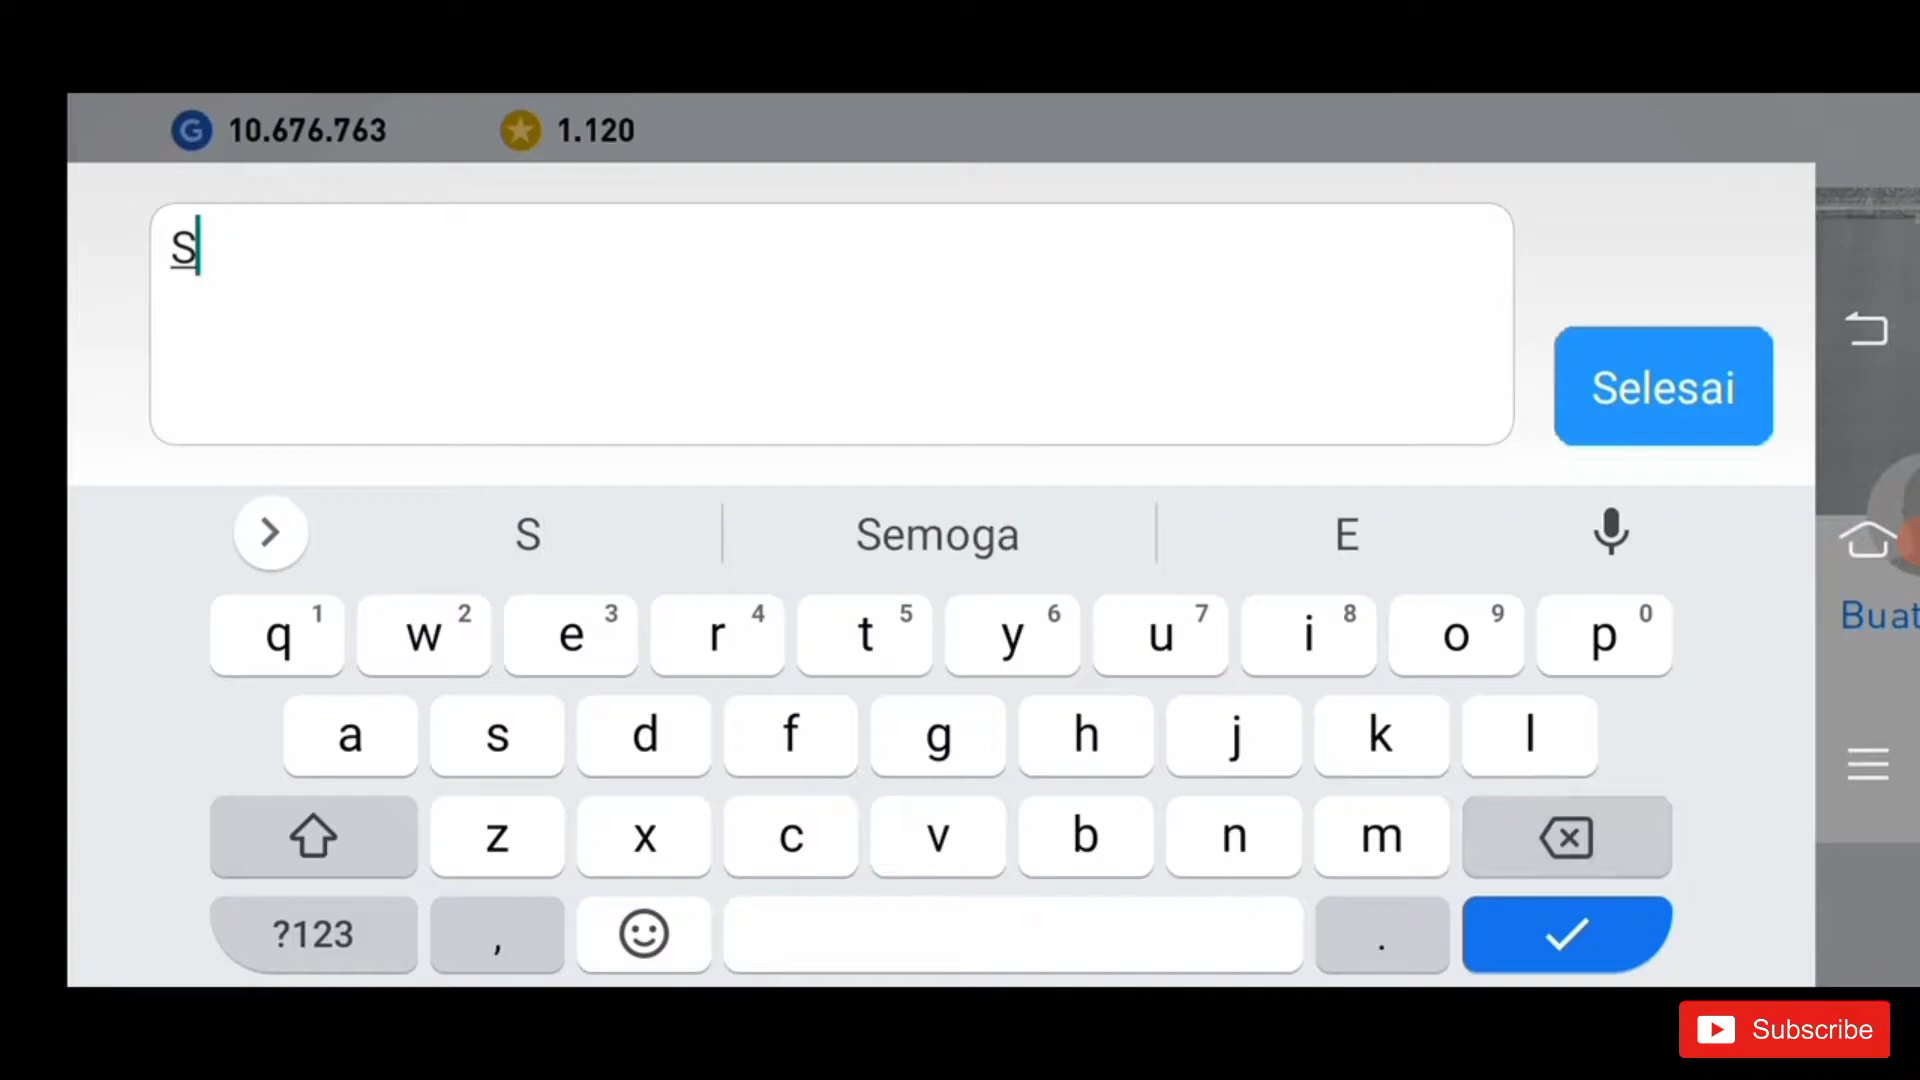 G 10.676.763 1.120
S
Selesai
S Semoga E
q 1 w 2 e 3 r 4 t 5 y 6 u 7 i 8 o 9 p 0
Buat
a s d f g h j k l
z x c v b n m
?123 , .
Subscribe